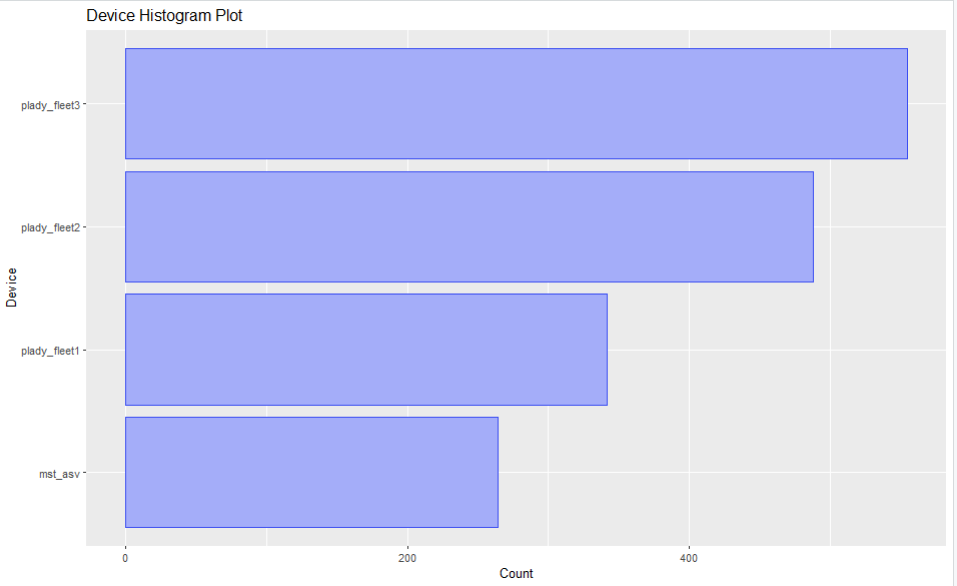 Device Histogram Plot
plady_fleet3
plady_fleet2
Device
plady_fleet1
mst_asv
0
200
400
Count